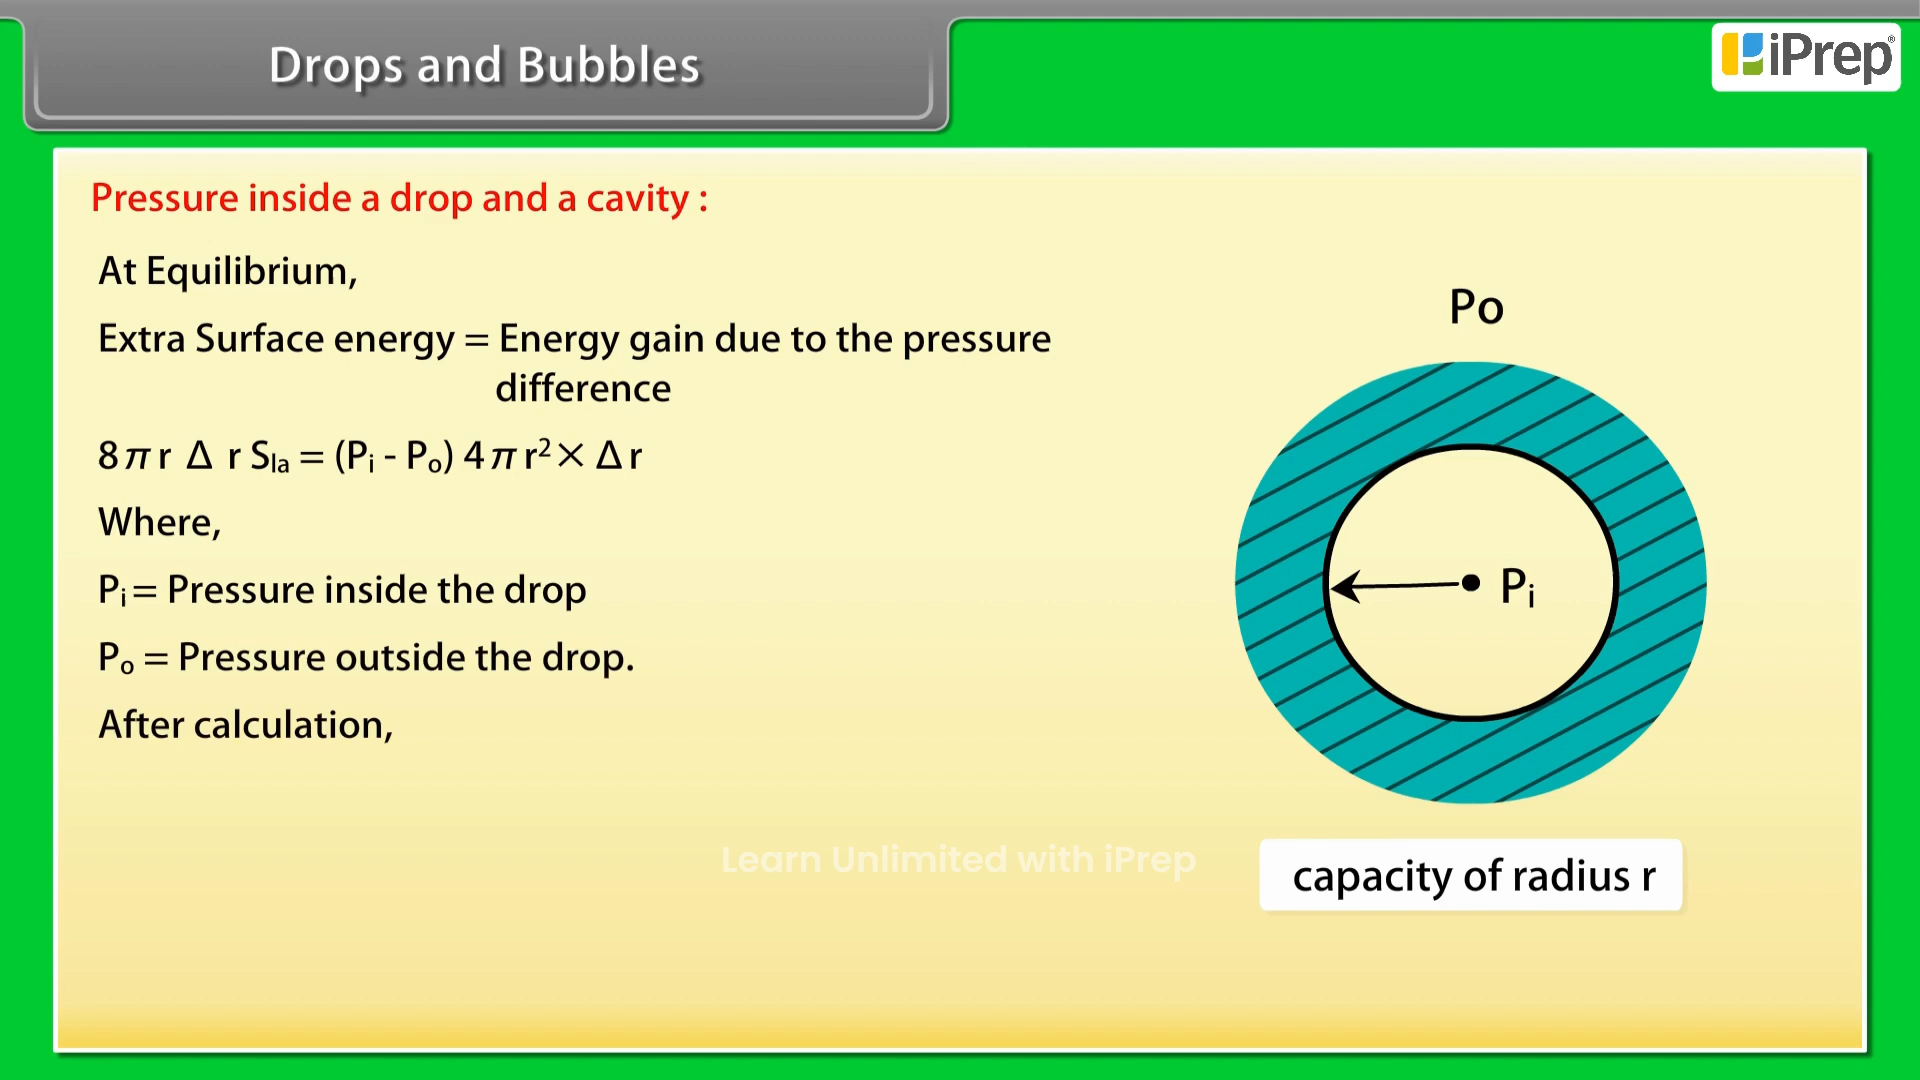 Drops and Bubbles
iPrep®
Pressure inside a drop and a cavity :
At Equilibrium,
Extra Surface energy = Energy gain due to the pressure
difference
8 π r Δ r Sla = (Pi - Po) 4 π r² × Δ r
Where,
Pi = Pressure inside the drop
Po = Pressure outside the drop.
After calculation,
Po
Pi
Learn Unlimited with iPrep
capacity of radius r